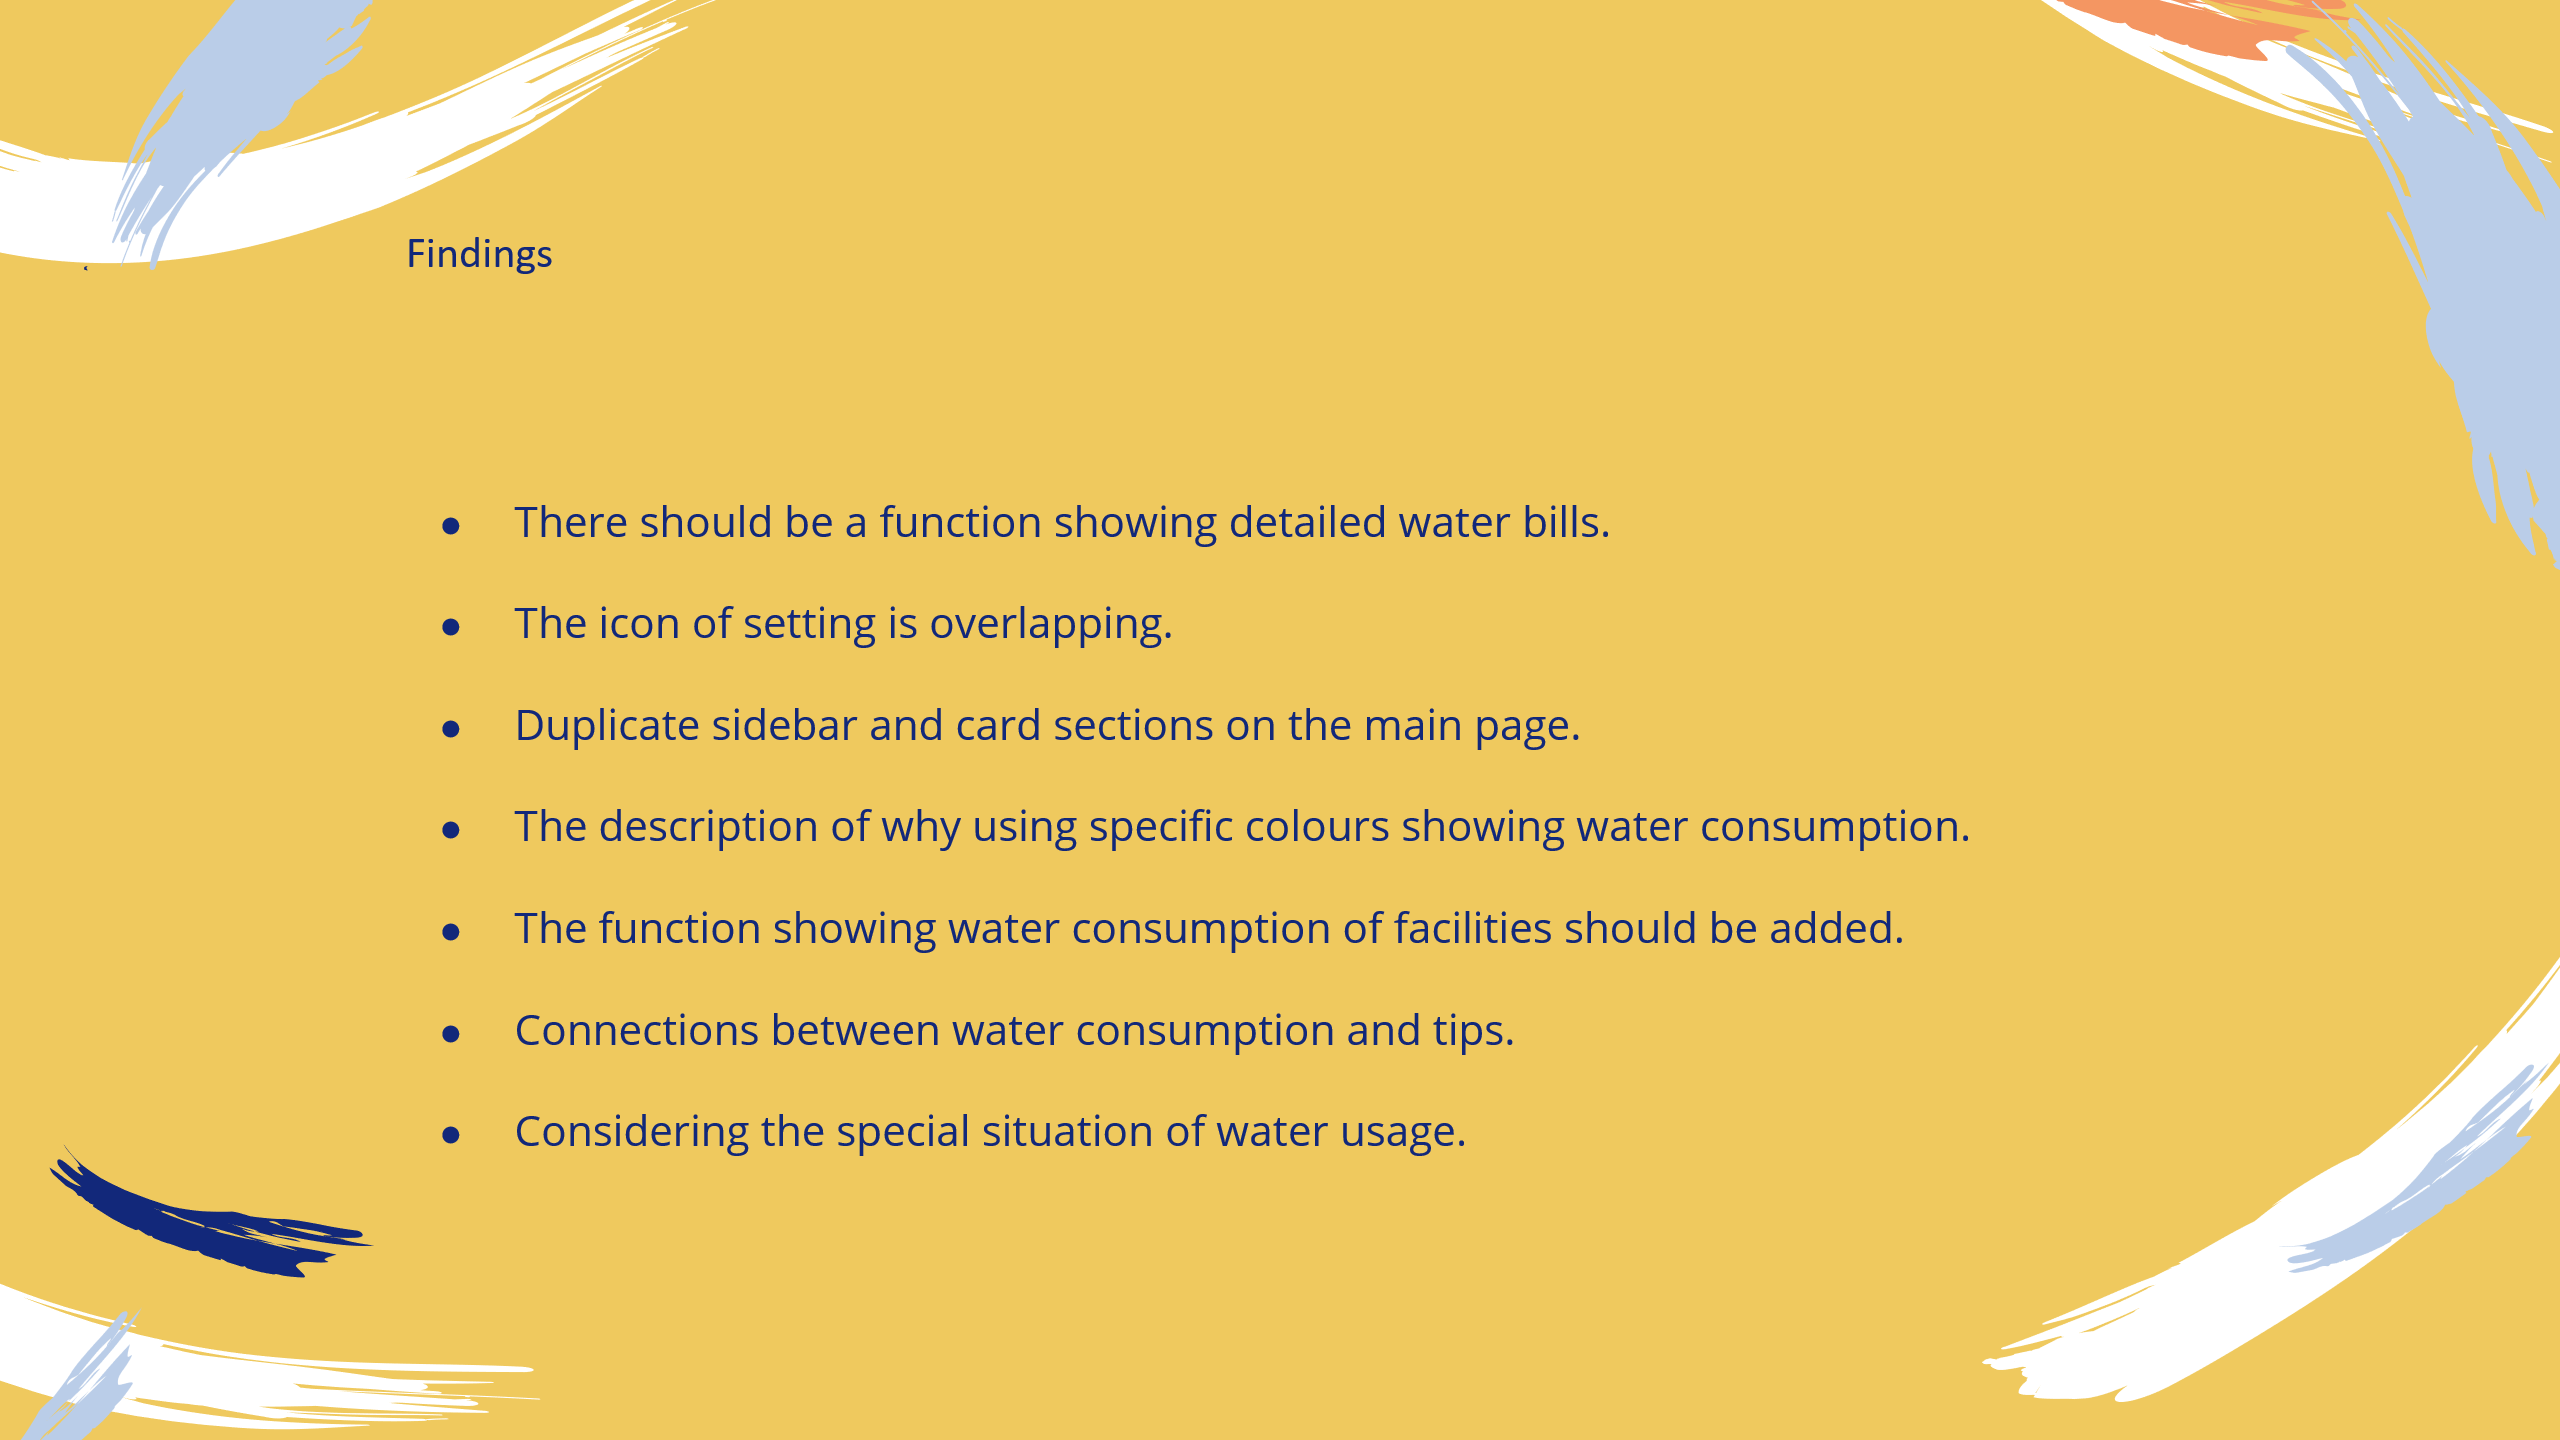 Findings
● There should be a function showing detailed water bills.
● The icon of setting is overlapping.
● Duplicate sidebar and card sections on the main page.
● The description of why using specific colours showing water consumption.
● The function showing water consumption of facilities should be added.
● Connections between water consumption and tips.
● Considering the special situation of water usage.